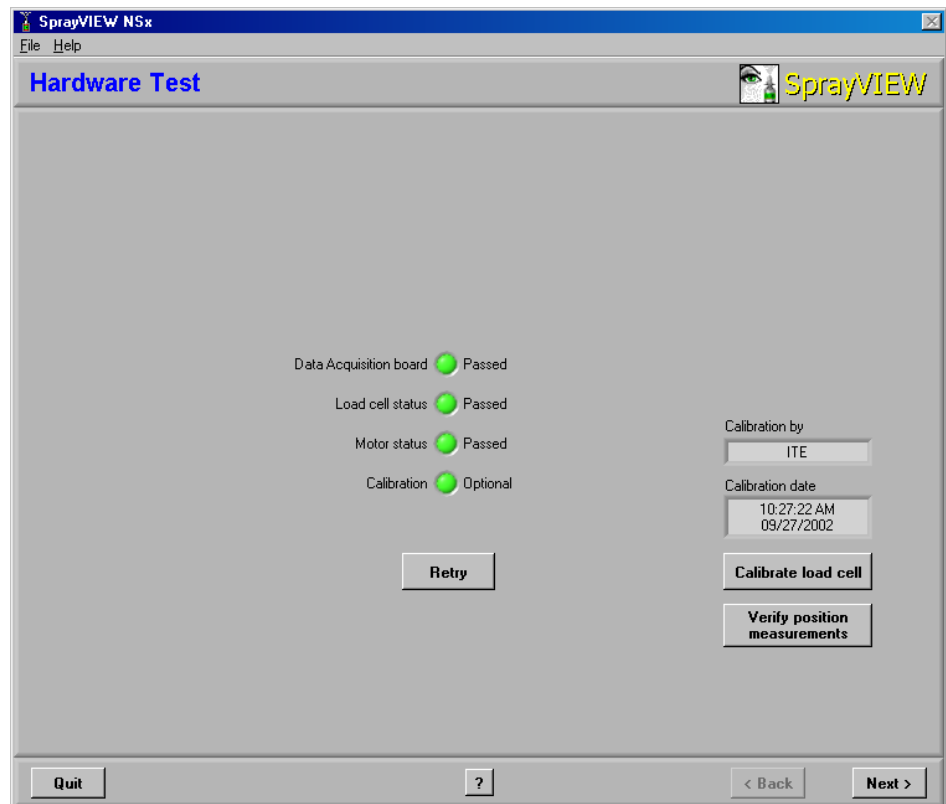 SprayVIEW NSx
File Help
Hardware Test
SprayVIEW
Data Acquisition board Passed
Load cell status Passed
Motor status Passed
Calibration Optional
Retry
Calibration by
ITE
Calibration date
10:27:22 AM
09/27/2002
Calibrate load cell
Verify position
measurements
Quit
?
< Back
Next >